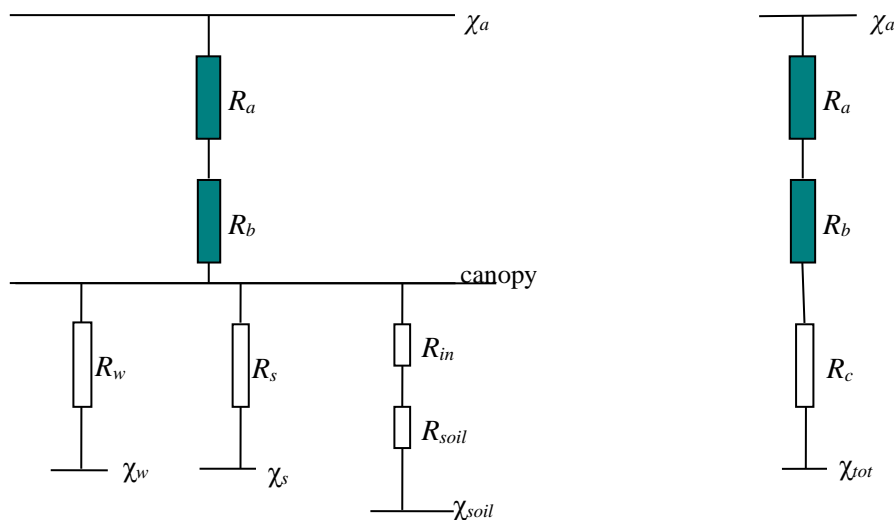 χa
χa
Ra
Ra
Rb
Rb
canopy
Rw
Rs
Rin
Rc
Rsoil
χw
χs
χtot
χsoil